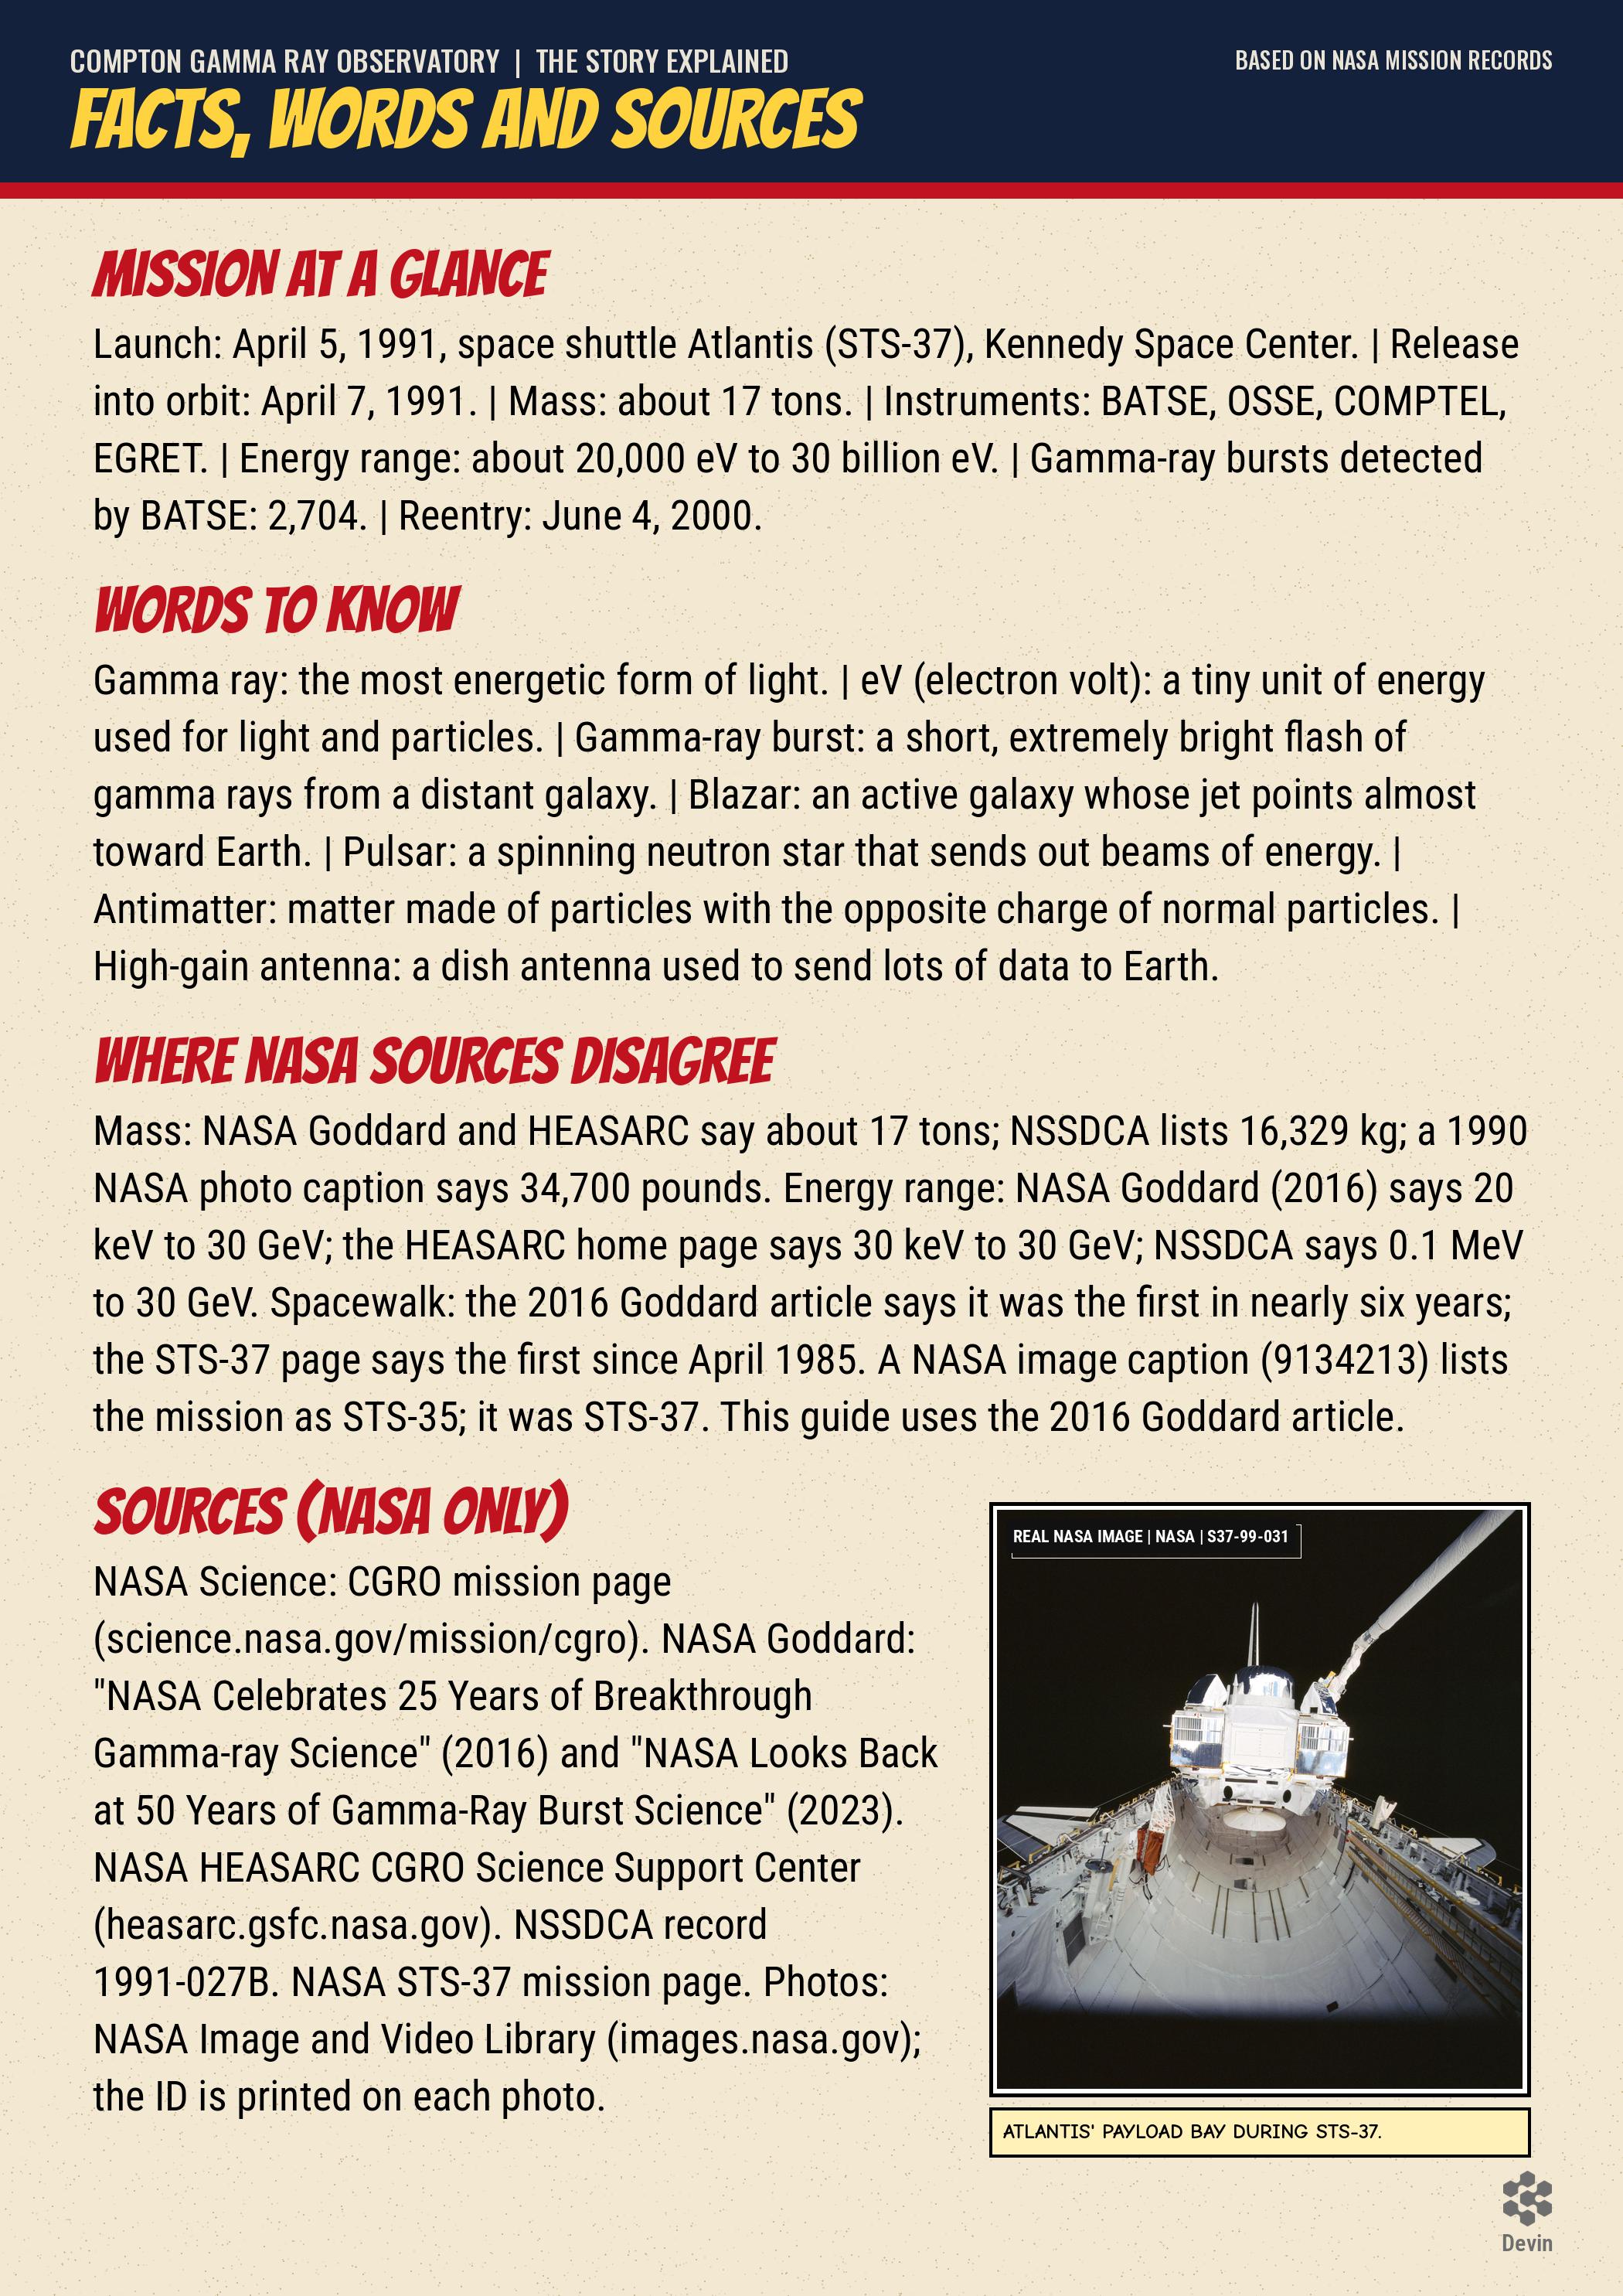 COMPTON GAMMA RAY OBSERVATORY | THE STORY EXPLAINED
BASED ON NASA MISSION RECORDS
FACTS, WORDS AND SOURCES
MISSION AT A GLANCE
Launch: April 5, 1991, space shuttle Atlantis (STS-37), Kennedy Space Center. | Release
into orbit: April 7, 1991. | Mass: about 17 tons. | Instruments: BATSE, OSSE, COMPTEL,
EGRET. | Energy range: about 20,000 eV to 30 billion eV. | Gamma-ray bursts detected
by BATSE: 2,704. | Reentry: June 4, 2000.
WORDS TO KNOW
Gamma ray: the most energetic form of light. | eV (electron volt): a tiny unit of energy
used for light and particles. | Gamma-ray burst: a short, extremely bright flash of
gamma rays from a distant galaxy. | Blazar: an active galaxy whose jet points almost
toward Earth. | Pulsar: a spinning neutron star that sends out beams of energy. |
Antimatter: matter made of particles with the opposite charge of normal particles. |
High-gain antenna: a dish antenna used to send lots of data to Earth.
WHERE NASA SOURCES DISAGREE
Mass: NASA Goddard and HEASARC say about 17 tons; NSSDCA lists 16,329 kg; a 1990
NASA photo caption says 34,700 pounds. Energy range: NASA Goddard (2016) says 20
keV to 30 GeV; the HEASARC home page says 30 keV to 30 GeV; NSSDCA says 0.1 MeV
to 30 GeV. Spacewalk: the 2016 Goddard article says it was the first in nearly six years;
the STS-37 page says the first since April 1985. A NASA image caption (9134213) lists
the mission as STS-35; it was STS-37. This guide uses the 2016 Goddard article.
SOURCES (NASA ONLY)
NASA Science: CGRO mission page
(science.nasa.gov/mission/cgro). NASA Goddard:
"NASA Celebrates 25 Years of Breakthrough
Gamma-ray Science" (2016) and "NASA Looks Back
at 50 Years of Gamma-Ray Burst Science" (2023).
NASA HEASARC CGRO Science Support Center
(heasarc.gsfc.nasa.gov). NSSDCA record
1991-027B. NASA STS-37 mission page. Photos:
NASA Image and Video Library (images.nasa.gov);
the ID is printed on each photo.
REAL NASA IMAGE | NASA | S37-99-031
ATLANTIS' PAYLOAD BAY DURING STS-37.
Devin